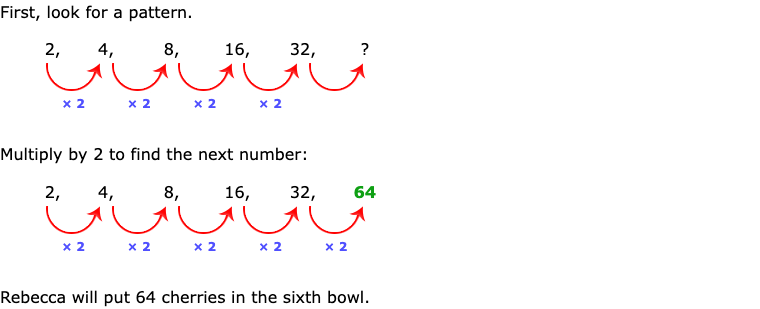 First, look for a pattern.
2, 4, 8, 16, 32, ?
× 2 × 2 × 2 × 2
Multiply by 2 to find the next number:
2, 4, 8, 16, 32, 64
× 2 × 2 × 2 × 2 × 2
Rebecca will put 64 cherries in the sixth bowl.